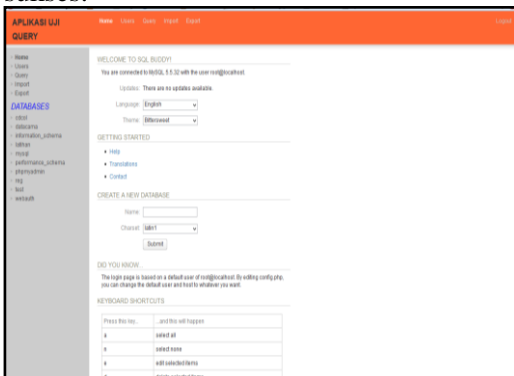 sukses.
APLIKASI UJI QUERY
Home Users Query Import Export
Logout
Home
Users
Query
Import
Export
DATABASES
cdcol
datacama
information_schema
latihan
mysql
performance_schema
phpmyadmin
test
webauth
WELCOME TO SQL BUDDY!
You are connected to MySQL 5.5.32 with the user root@localhost.
Updates: There are no updates available.
Language: English
Theme: Bittersweet
GETTING STARTED
Help
Translations
Contact
CREATE A NEW DATABASE
Name:
Charset: latin1
Submit
DID YOU KNOW...
The login page is based on a default user of root@localhost. By editing config.php,
you can change the default user and host to whatever you want.
KEYBOARD SHORTCUTS
Press this key... ...and this will happen
a select all
n select none
e edit selected items